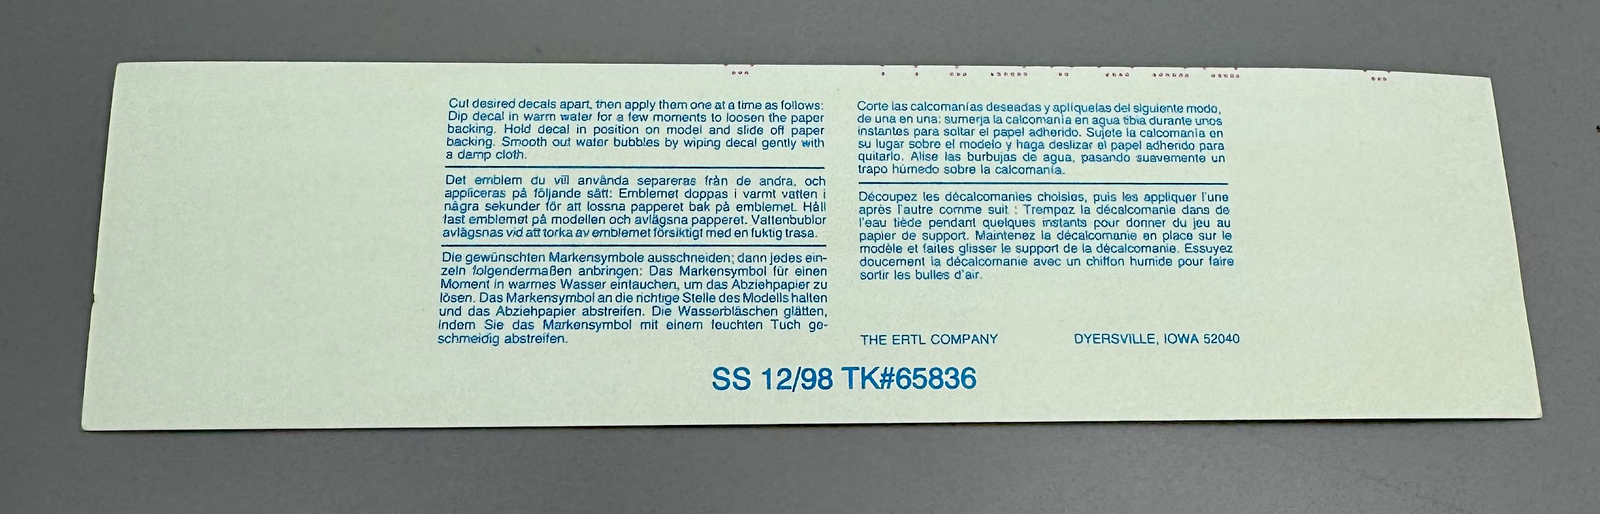 Cut desired decals apart, then apply them one at a time as follows:
Dip decal in warm water for a few moments to loosen the paper
backing. Hold decal in position on model and slide off paper
backing. Smooth out water bubbles by wiping decal gently with
a damp cloth.
Det emblem du vill använda separeras från de andra, och
appliceras på följande sätt: Emblemet doppas i varmt vatten i
några sekunder för att lossna papperet bak på emblemet. Håll
fast emblemet på modellen och avlägsna papperet. Vattenbublor
avlägsnas vid att torka av emblemet försiktigt med en fuktig trasa.
Die gewünschten Markensymbole ausschneiden; dann jedes ein-
zeln folgendermaßen anbringen: Das Markensymbol für einen
Moment in warmes Wasser eintauchen, um das Abziehpapier zu
lösen. Das Markensymbol an die richtige Stelle des Modells halten
und das Abziehpapier abstreifen. Die Wasserbläschen glätten,
indem Sie das Markensymbol mit einem feuchten Tuch ge-
schmeidig abstreifen.
Corte las calcomanías deseadas y aplíquelas del siguiente modo,
de una en una: sumerja la calcomanía en agua tibia durante unos
instantes para soltar el papel adherido. Sujete la calcomanía en
su lugar sobre el modelo y haga deslizar el papel adherido para
quitarlo. Alise las burbujas de agua, pasando suavemente un
trapo húmedo sobre la calcomanía.
Découpez les décalcomanies choisies, puis les appliquer l'une
après l'autre comme suit : Trempez la décalcomanie dans de
l'eau tiède pendant quelques instants pour donner du jeu au
papier de support. Maintenez la décalcomanie en place sur le
modèle et faites glisser le support de la décalcomanie. Essuyez
doucement la décalcomanie avec un chiffon humide pour faire
sortir les bulles d'air.
THE ERTL COMPANY DYERSVILLE, IOWA 52040
SS 12/98 TK#65836